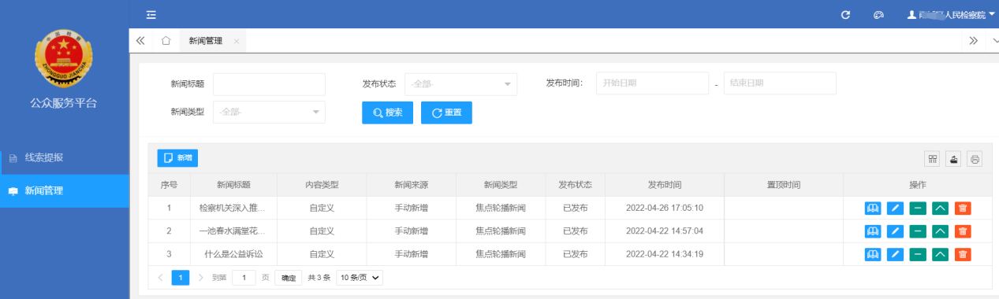 人民检察院
新闻管理
中国检察
ZHONGGUO JIANCHA
公众服务平台
线索提报
新闻管理
新闻标题 发布状态 -全部- 发布时间： 开始日期 - 结束日期
新闻类型 -全部- 搜索 重置
新增
序号 新闻标题 内容类型 新闻来源 新闻类型 发布状态 发布时间 置顶时间 操作
1 检察机关深入推... 自定义 手动新增 焦点轮播新闻 已发布 2022-04-26 17:05:10
2 一池春水满堂花... 自定义 手动新增 焦点轮播新闻 已发布 2022-04-22 14:57:04
3 什么是公益诉讼 自定义 手动新增 焦点轮播新闻 已发布 2022-04-22 14:34:19
1 到第 1 页 确定 共 3 条 10 条/页